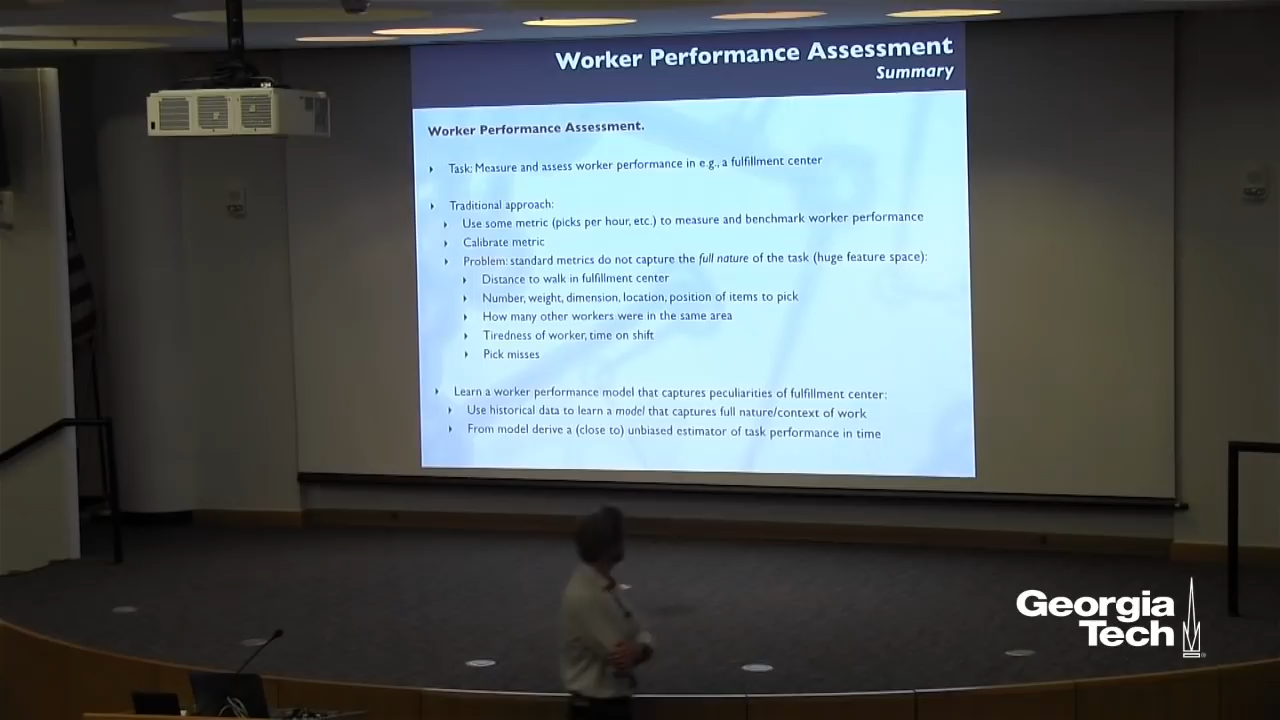 Worker Performance Assessment
Summary
Worker Performance Assessment.
Task: Measure and assess worker performance in e.g., a fulfillment center
Traditional approach:
Use some metric (picks per hour, etc.) to measure and benchmark worker performance
Calibrate metric
Problem: standard metrics do not capture the full nature of the task (huge feature space):
Distance to walk in fulfillment center
Number, weight, dimension, location, position of items to pick
How many other workers were in the same area
Tiredness of worker, time on shift
Pick misses
Learn a worker performance model that captures peculiarities of fulfillment center:
Use historical data to learn a model that captures full nature/context of work
From model derive a (close to) unbiased estimator of task performance in time
Georgia
Tech